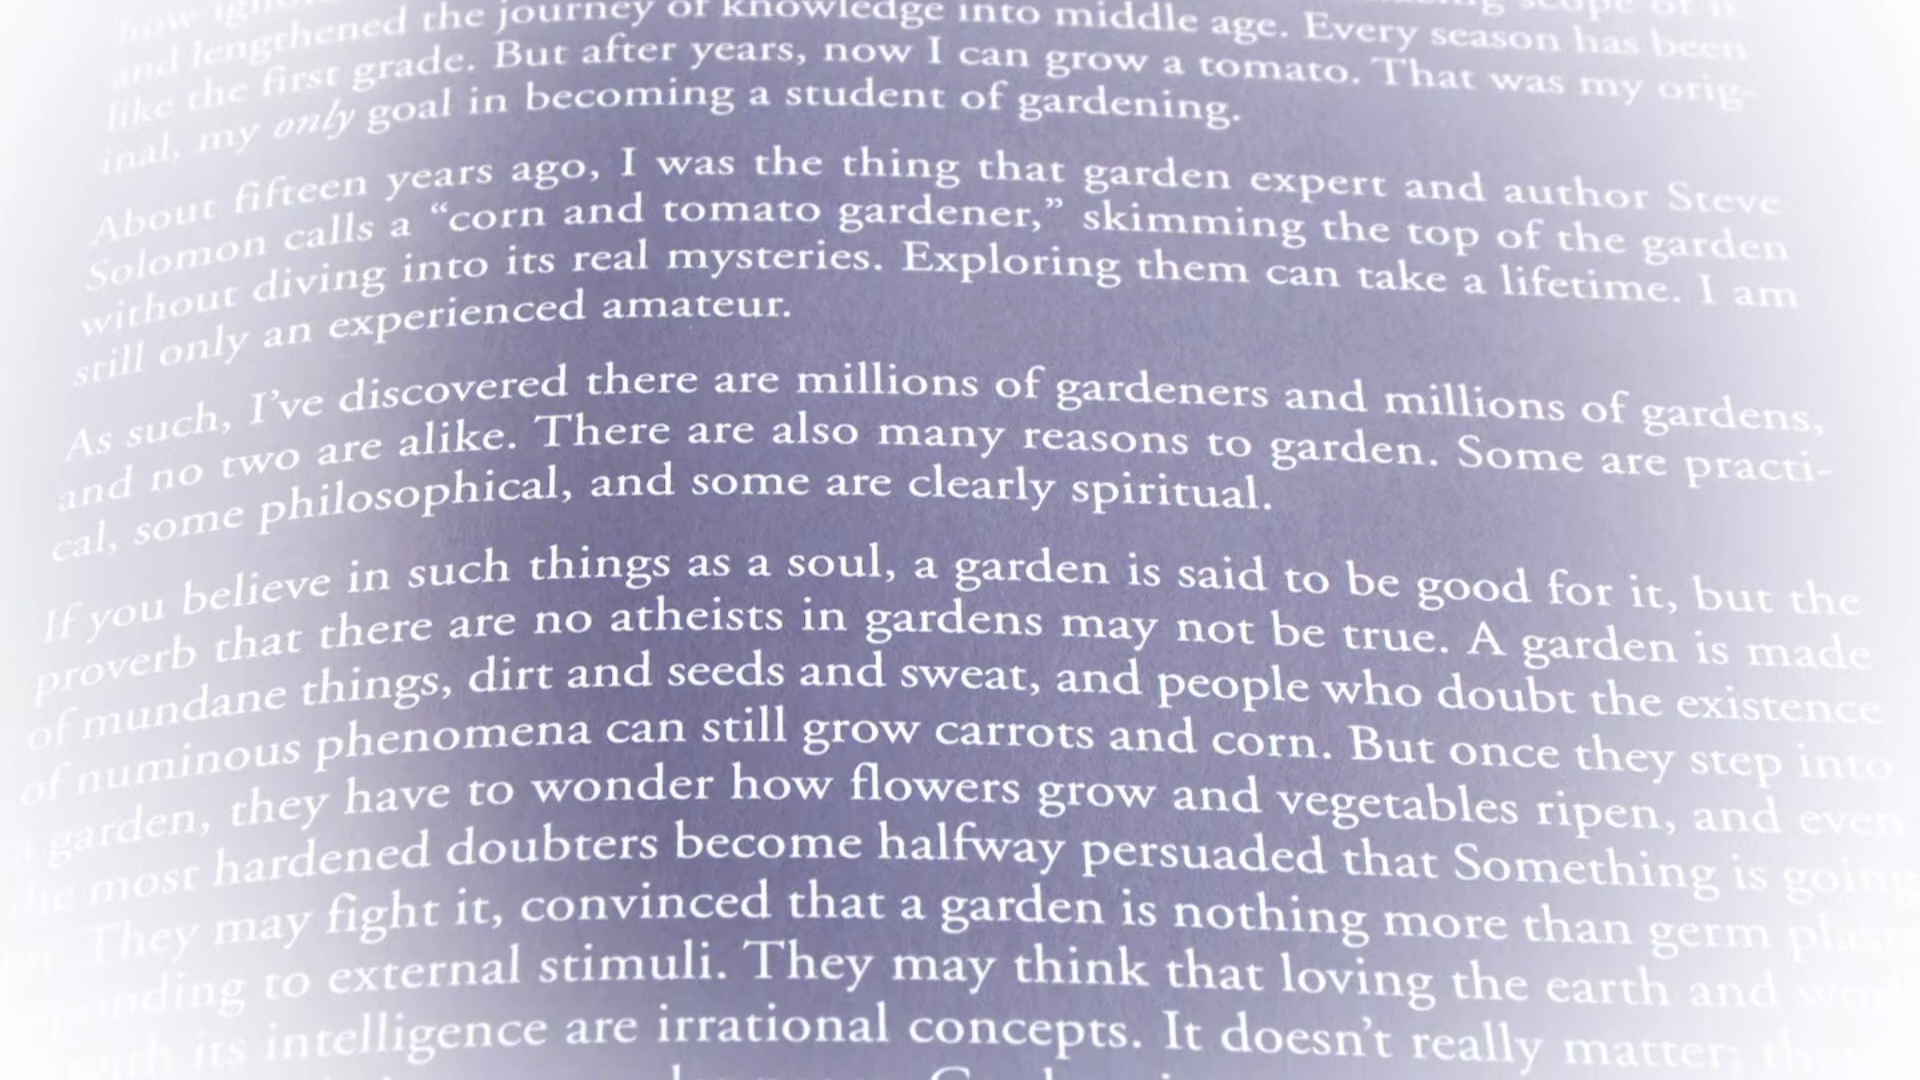 how
and lengthened the journey of knowledge into middle age. Every season has been
like the first grade. But after years, now I can grow a tomato. That was my orig-
inal, my only goal in becoming a student of gardening.
About fifteen years ago, I was the thing that garden expert and author Steve
Solomon calls a “corn and tomato gardener,” skimming the top of the garden
without diving into its real mysteries. Exploring them can take a lifetime. I am
still only an experienced amateur.
As such, I’ve discovered there are millions of gardeners and millions of gardens,
and no two are alike. There are also many reasons to garden. Some are practi-
cal, some philosophical, and some are clearly spiritual.
If you believe in such things as a soul, a garden is said to be good for it, but the
proverb that there are no atheists in gardens may not be true. A garden is made
of mundane things, dirt and seeds and sweat, and people who doubt the existence
of numinous phenomena can still grow carrots and corn. But once they step into
a garden, they have to wonder how flowers grow and vegetables ripen, and even
the most hardened doubters become halfway persuaded that Something is going
They may fight it, convinced that a garden is nothing more than germ
to external stimuli. They may think that loving the earth and
with its intelligence are irrational concepts. It doesn’t really matter;